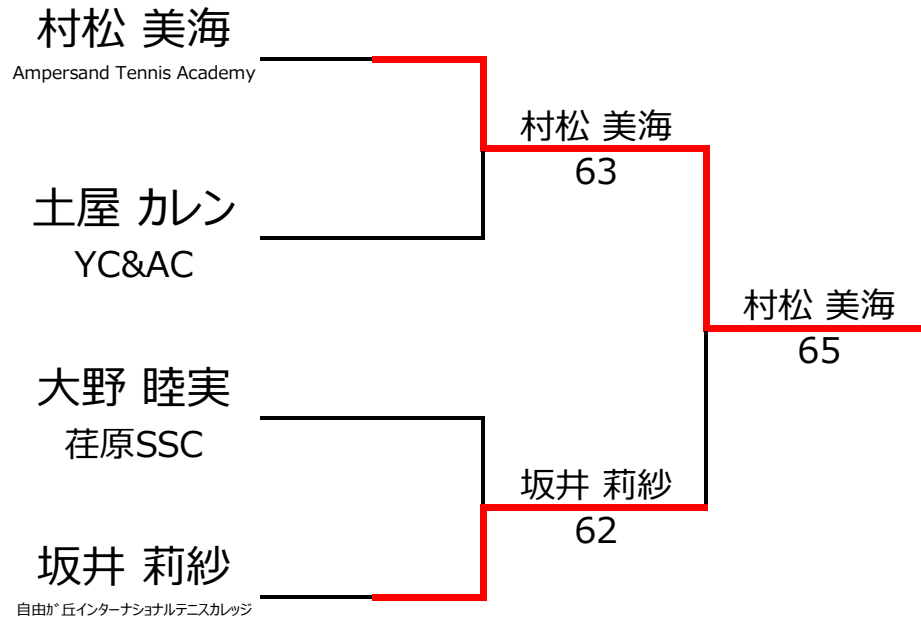 村松 美海
Ampersand Tennis Academy
村松 美海
63
土屋 カレン
YC&AC
村松 美海
65
大野 睦実
荏原SSC
坂井 莉紗
62
坂井 莉紗
自由が丘インターナショナルテニスカレッジ